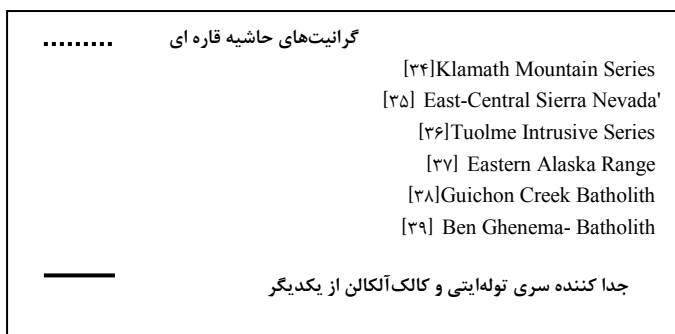 گرانیت‌های حاشیه قاره ای
[۳۴]Klamath Mountain Series
[۳۵] East-Central Sierra Nevada'
[۳۶]Tuolme Intrusive Series
[۳۷] Eastern Alaska Range
[۳۸]Guichon Creek Batholith
[۳۹] Ben Ghenema- Batholith
جدا کننده سری توله‌ایتی و کالک‌آلکالن از یکدیگر